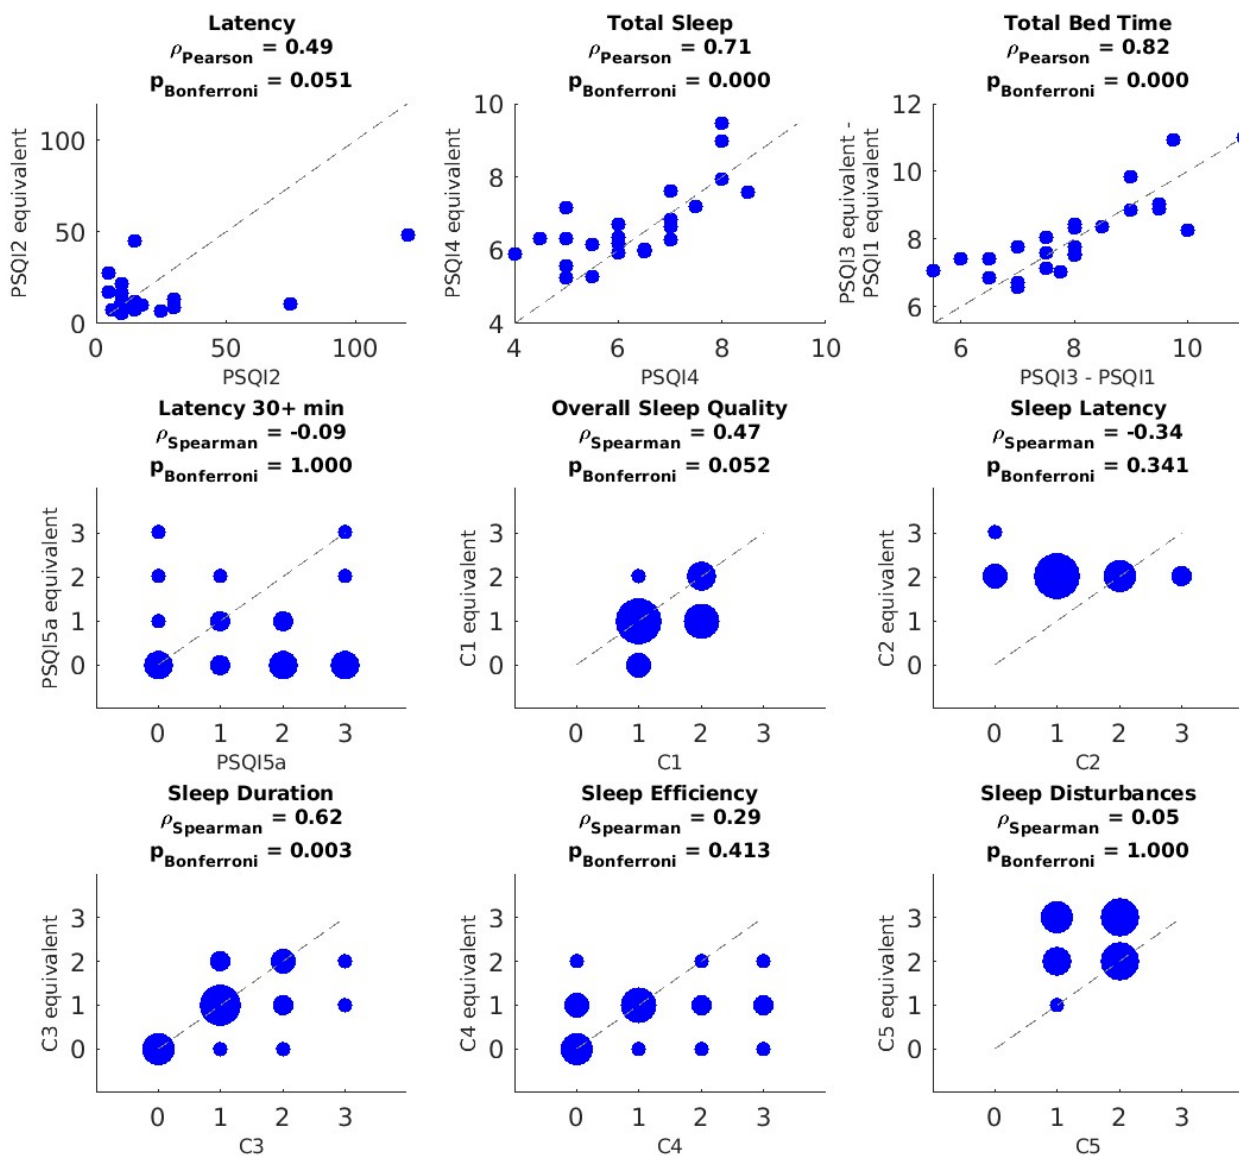 Latency
ρPearson = 0.49
pBonferroni = 0.051
PSQI2 equivalent
100
50
0
0 50 100
PSQI2
Total Sleep
ρPearson = 0.71
pBonferroni = 0.000
PSQI4 equivalent
10
8
6
4
4 6 8 10
PSQI4
Total Bed Time
ρPearson = 0.82
pBonferroni = 0.000
PSQI3 equivalent -
PSQI1 equivalent
12
10
8
6
6 8 10
PSQI3 - PSQI1
Latency 30+ min
ρSpearman = -0.09
pBonferroni = 1.000
PSQI5a equivalent
3
2
1
0
0 1 2 3
PSQI5a
Overall Sleep Quality
ρSpearman = 0.47
pBonferroni = 0.052
C1 equivalent
3
2
1
0
0 1 2 3
C1
Sleep Latency
ρSpearman = -0.34
pBonferroni = 0.341
C2 equivalent
3
2
1
0
0 1 2 3
C2
Sleep Duration
ρSpearman = 0.62
pBonferroni = 0.003
C3 equivalent
3
2
1
0
0 1 2 3
C3
Sleep Efficiency
ρSpearman = 0.29
pBonferroni = 0.413
C4 equivalent
3
2
1
0
0 1 2 3
C4
Sleep Disturbances
ρSpearman = 0.05
pBonferroni = 1.000
C5 equivalent
3
2
1
0
0 1 2 3
C5